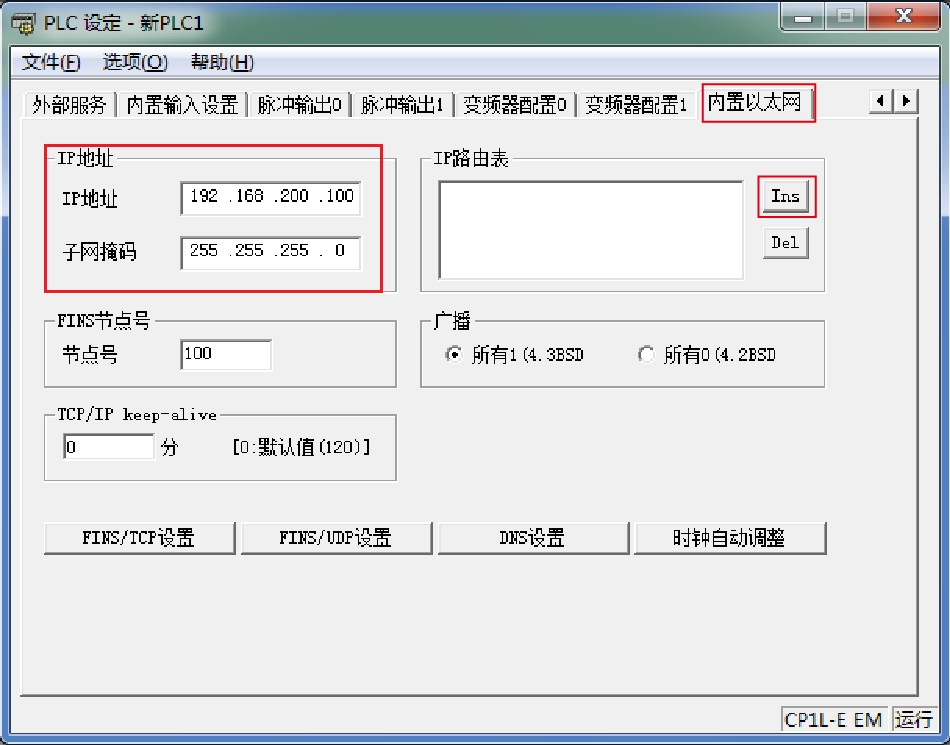 PLC 设定 - 新PLC1
文件(F) 选项(O) 帮助(H)
外部服务 内置输入设置 脉冲输出0 脉冲输出1 变频器配置0 变频器配置1 内置以太网
IP地址
IP地址 192 .168 .200 .100
子网掩码 255 .255 .255 . 0
IP路由表
Ins
Del
FINS节点号
节点号 100
广播
所有1(4.3BSD 所有0(4.2BSD
TCP/IP keep-alive
0 分 [0:默认值(120)]
FINS/TCP设置 FINS/UDP设置 DNS设置 时钟自动调整
CP1L-E EM 运行